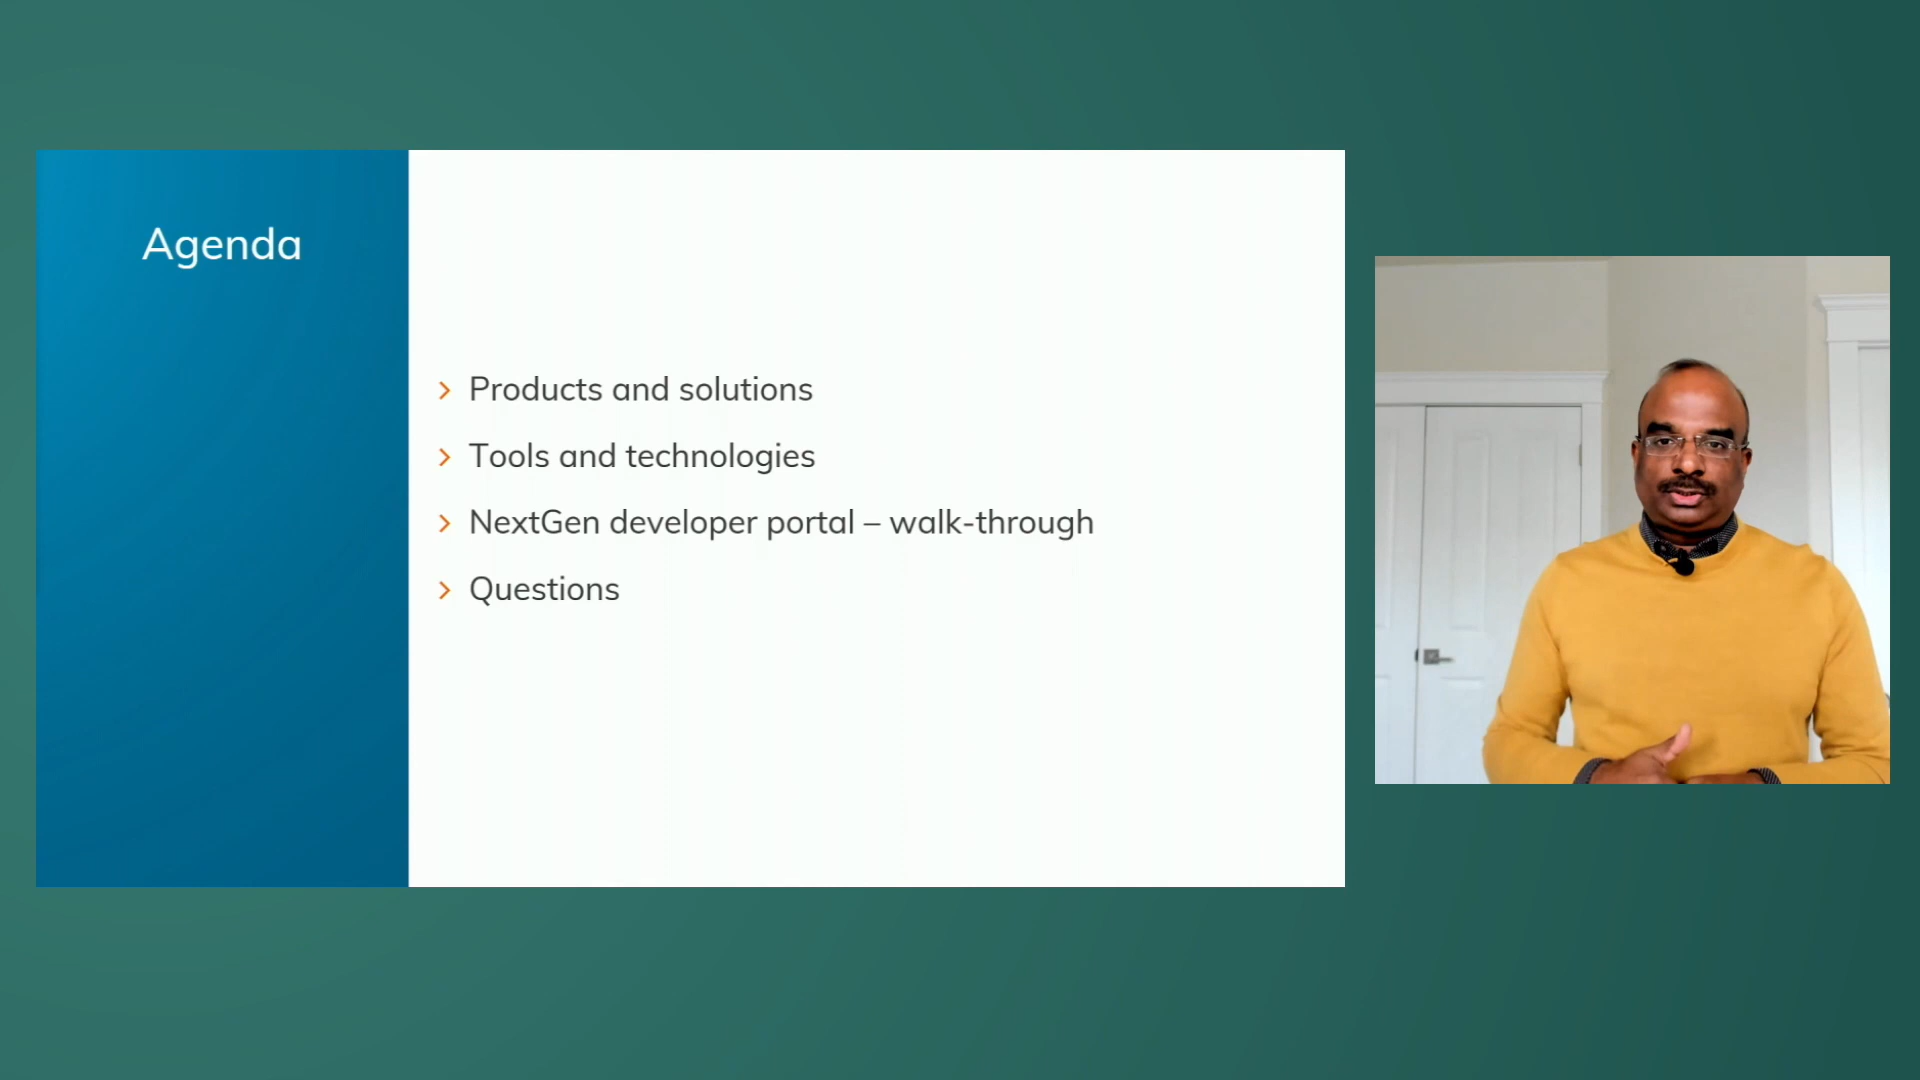 Agenda
Products and solutions
Tools and technologies
NextGen developer portal – walk-through
Questions